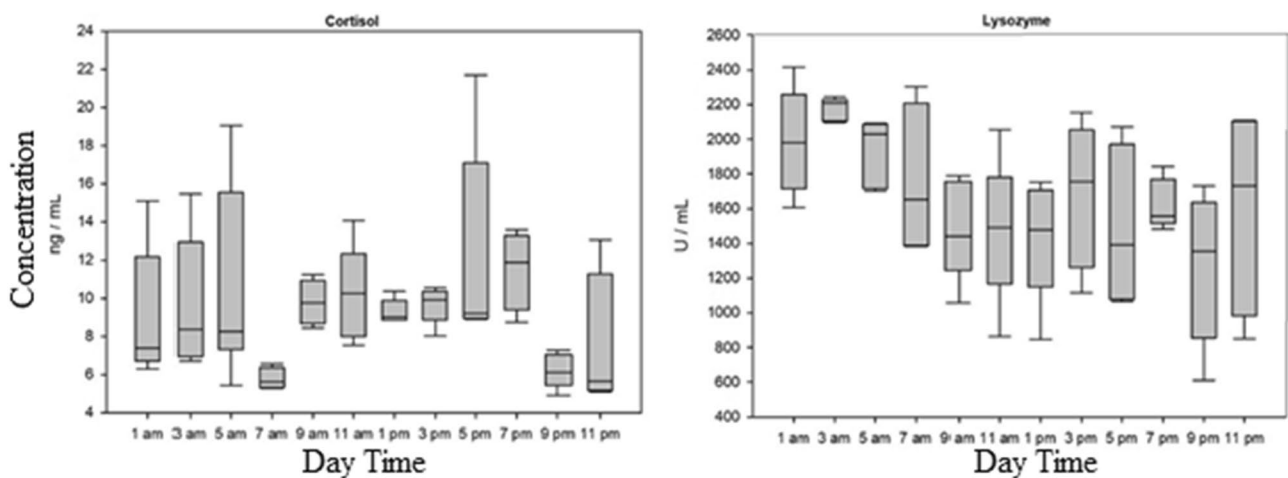 Cortisol
Concentration
ng / mL
24
22
20
18
16
14
12
10
8
6
4
1 am 3 am 5 am 7 am 9 am 11 am 1 pm 3 pm 5 pm 7 pm 9 pm 11 pm
Day Time
Lysozyme
U / mL
2600
2400
2200
2000
1800
1600
1400
1200
1000
800
600
400
1 am 3 am 5 am 7 am 9 am 11 am 1 pm 3 pm 5 pm 7 pm 9 pm 11 pm
Day Time